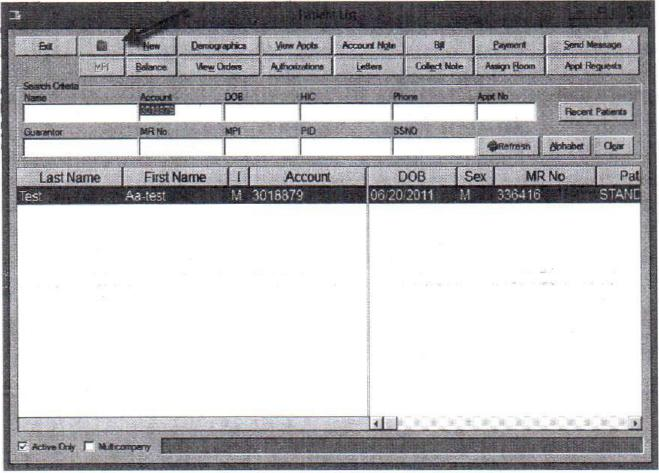 Patient List
Exit New Demographics View Appts Account Note Bill Payment Send Message
MPI Balance View Orders Authorizations Letters Collect Note Assign Room Appt Requests
Search Criteria
Name Account DOB HIC Phone Appt No
3018879
Recent Patients
Guarantor MR No MPI PID SSNO
Refresh Alphabet Clear
Last Name First Name I Account DOB Sex MR No Pat
Test Aa-test M 3018879 06/20/2011 M 336416 STAND
Active Only Multicompany